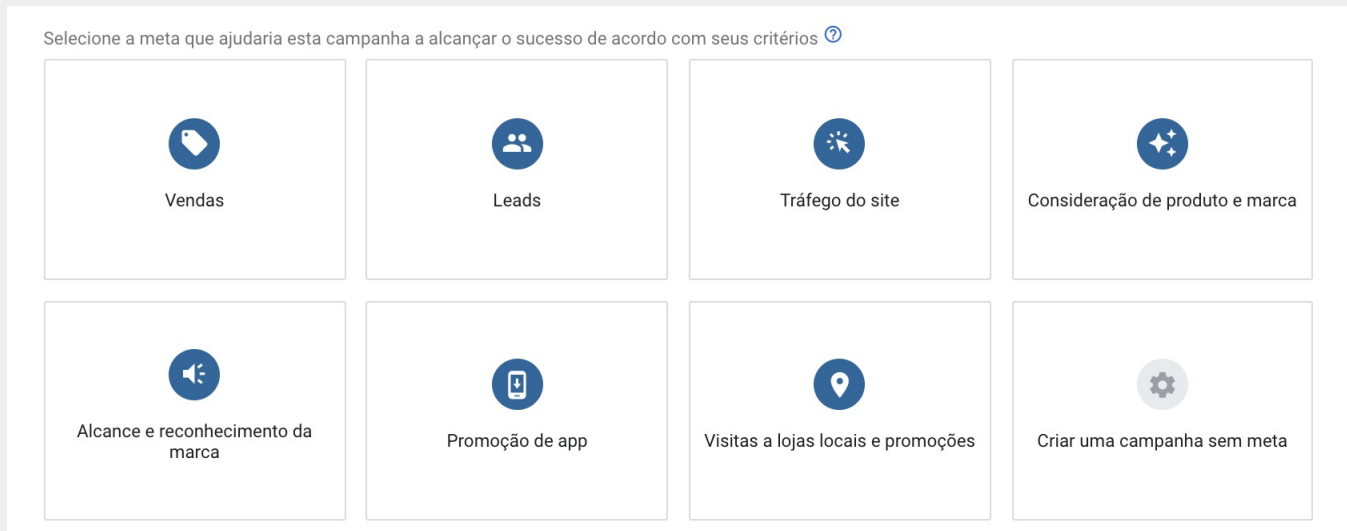 Selecione a meta que ajudaria esta campanha a alcançar o sucesso de acordo com seus critérios ?
Vendas
Leads
Tráfego do site
Consideração de produto e marca
Alcance e reconhecimento da
marca
Promoção de app
Visitas a lojas locais e promoções
Criar uma campanha sem meta